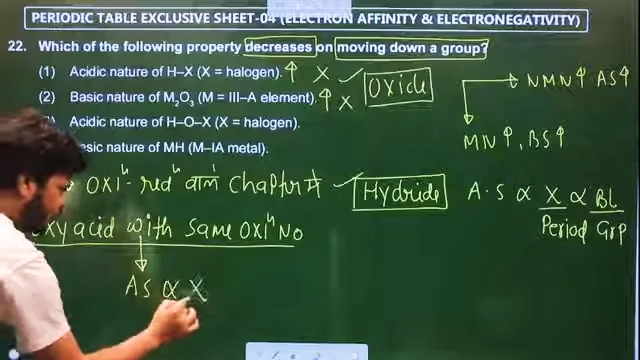 PERIODIC TABLE EXCLUSIVE SHEET-04 (ELECTRON AFFINITY & ELECTRONEGATIVITY)
22. Which of the following property decreases on moving down a group?
(1) Acidic nature of H–X (X = halogen). ↑ X ✓ Oxide
→ NMN↑ AS↑
(2) Basic nature of M₂O₃ (M = III–A element). ↑ X
(3) Acidic nature of H–O–X (X = halogen).
MN↑, BS↑
nature of MH (M–IA metal).
OXIⁿ - redⁿ Chapter ✓ Hydride A·S ∝ X ∝ BL
Period Grp
Oxyacid with same OXIⁿ No
AS ∝ X